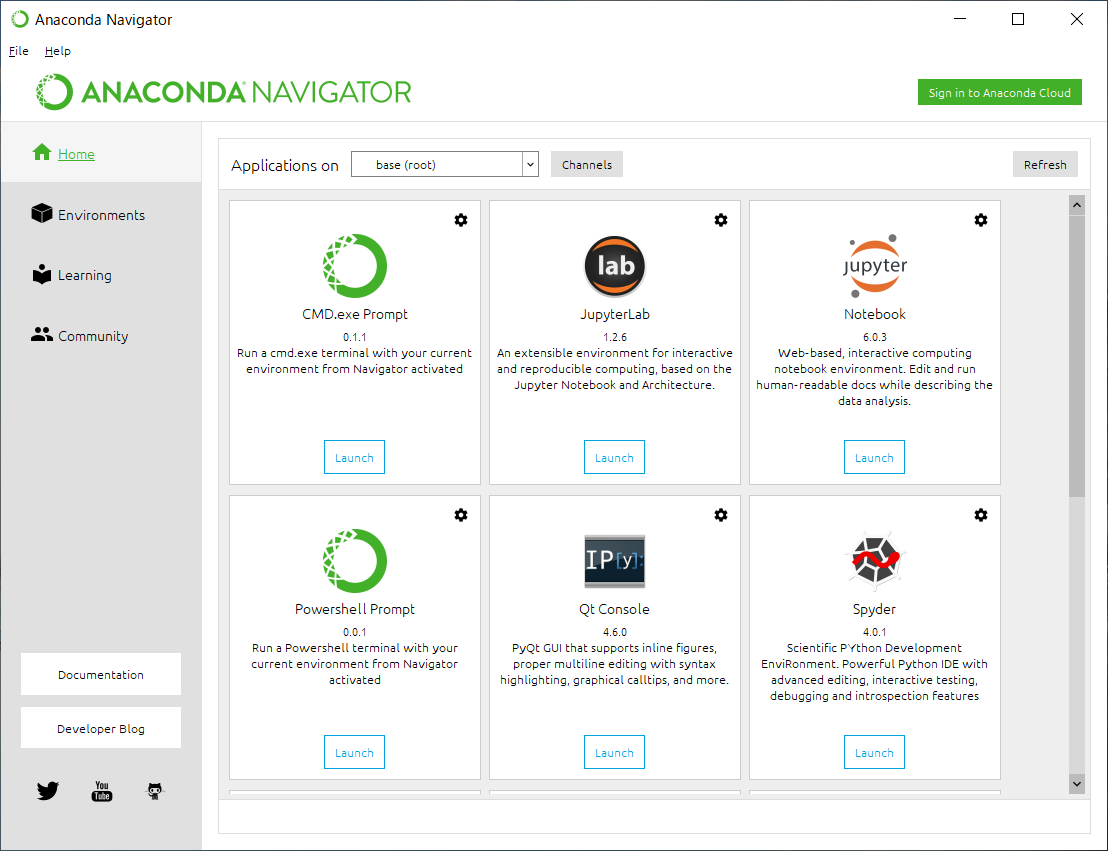 Anaconda Navigator
File Help
ANACONDA NAVIGATOR
Sign in to Anaconda Cloud
Home
Environments
Learning
Community
Documentation
Developer Blog
You
Tube
Applications on
base (root)
Channels
Refresh
CMD.exe Prompt
0.1.1
Run a cmd.exe terminal with your current
environment from Navigator activated
Launch
lab
JupyterLab
1.2.6
An extensible environment for interactive
and reproducible computing, based on the
Jupyter Notebook and Architecture.
Launch
jupyter
Notebook
6.0.3
Web-based, interactive computing
notebook environment. Edit and run
human-readable docs while describing the
data analysis.
Launch
Powershell Prompt
0.0.1
Run a Powershell terminal with your
current environment from Navigator
activated
Launch
IP[y]:
Qt Console
4.6.0
PyQt GUI that supports inline figures,
proper multiline editing with syntax
highlighting, graphical calltips, and more.
Launch
Spyder
4.0.1
Scientific PYthon Development
EnviRonment. Powerful Python IDE with
advanced editing, interactive testing,
debugging and introspection features
Launch